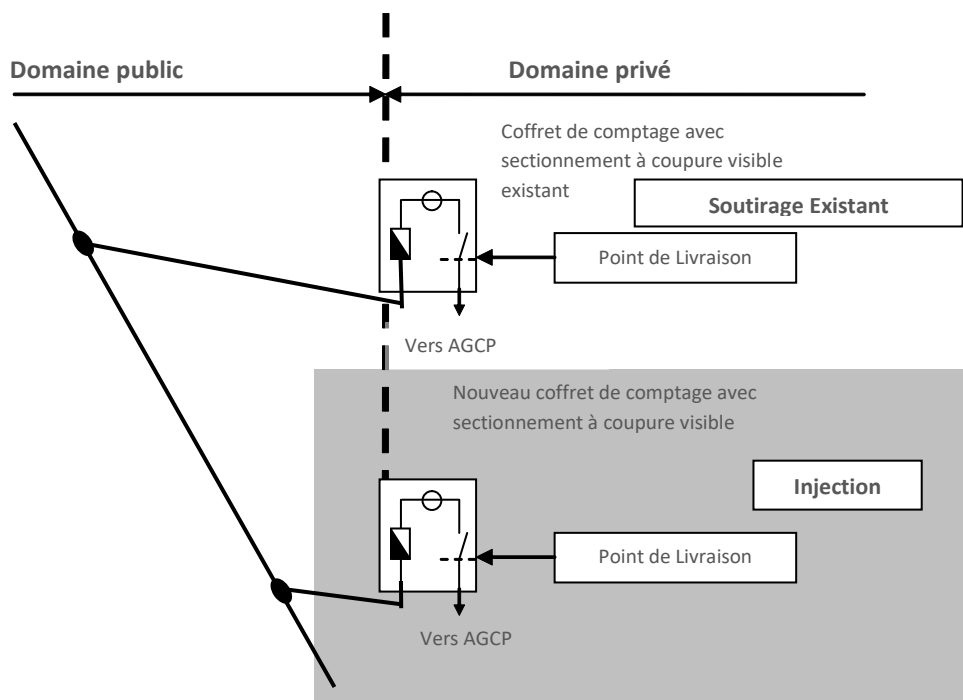 Domaine public
Domaine privé
Coffret de comptage avec
sectionnement à coupure visible
existant
Soutirage Existant
Point de Livraison
Vers AGCP
Nouveau coffret de comptage avec
sectionnement à coupure visible
Injection
Point de Livraison
Vers AGCP